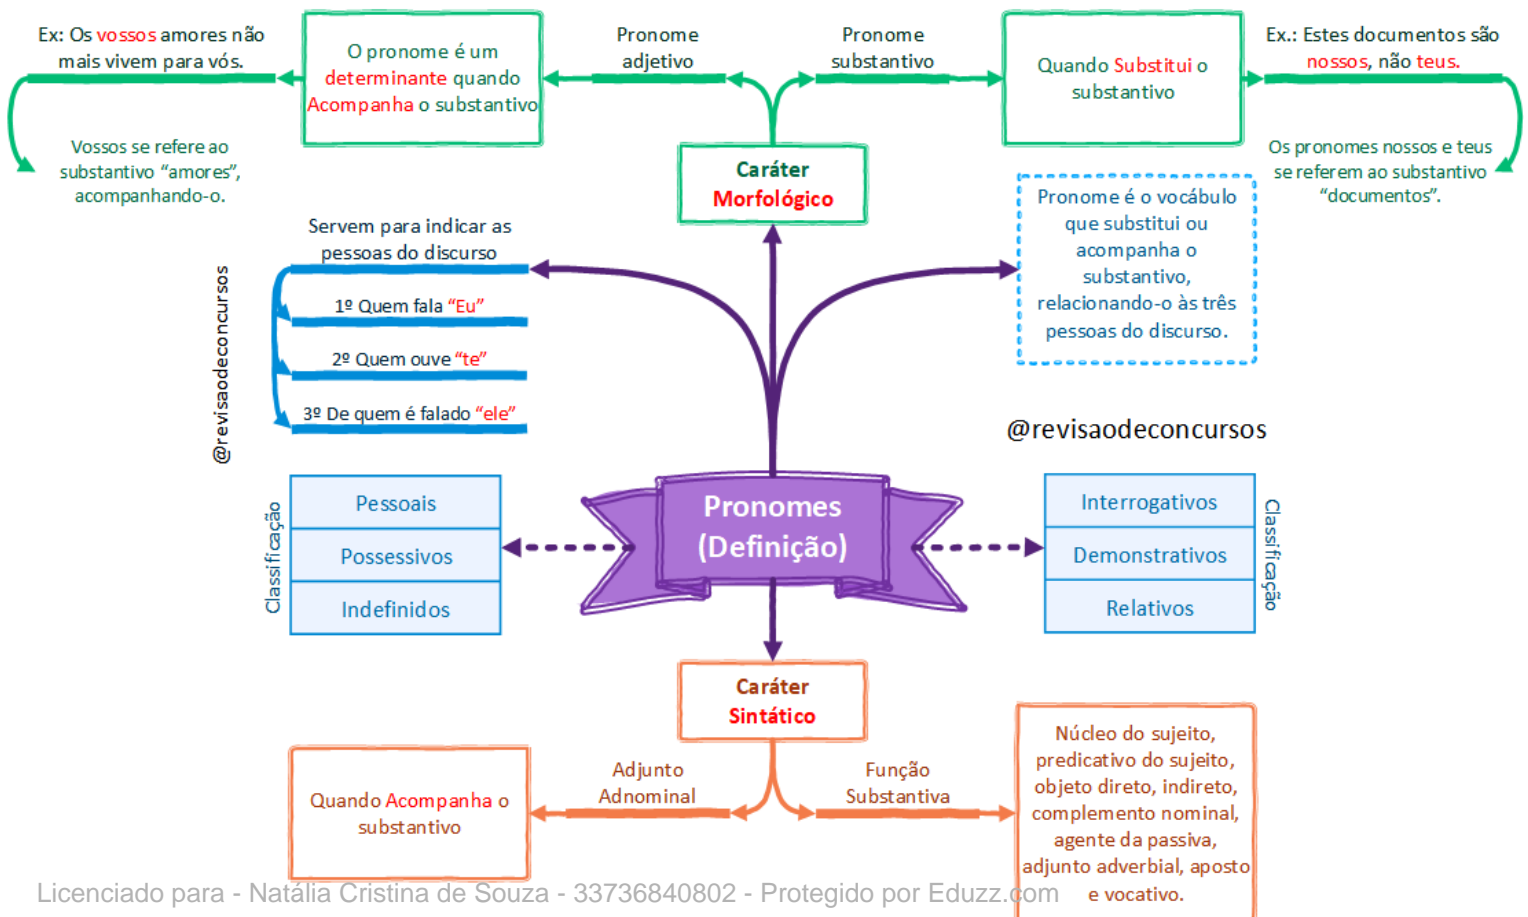 Ex: Os vossos amores não
mais vivem para vós.
Vossos se refere ao
substantivo “amores”,
acompanhando-o.
O pronome é um
determinante quando
Acompanha o substantivo
Pronome
adjetivo
Pronome
substantivo
Quando Substitui o
substantivo
Ex.: Estes documentos são
nossos, não teus.
Os pronomes nossos e teus
se referem ao substantivo
“documentos”.
Caráter
Morfológico
Pronome é o vocábulo
que substitui ou
acompanha o
substantivo,
relacionando-o às três
pessoas do discurso.
Servem para indicar as
pessoas do discurso
1º Quem fala “Eu”
2º Quem ouve “te”
3º De quem é falado “ele”
@revisaodeconcursos
@revisaodeconcursos
Classificação
Pessoais
Possessivos
Indefinidos
Pronomes
(Definição)
Interrogativos
Demonstrativos
Relativos
Classificação
Caráter
Sintático
Adjunto
Adnominal
Quando Acompanha o
substantivo
Função
Substantiva
Núcleo do sujeito,
predicativo do sujeito,
objeto direto, indireto,
complemento nominal,
agente da passiva,
adjunto adverbial, aposto
e vocativo.
Licenciado para - Natália Cristina de Souza - 33736840802 - Protegido por Eduzz.com